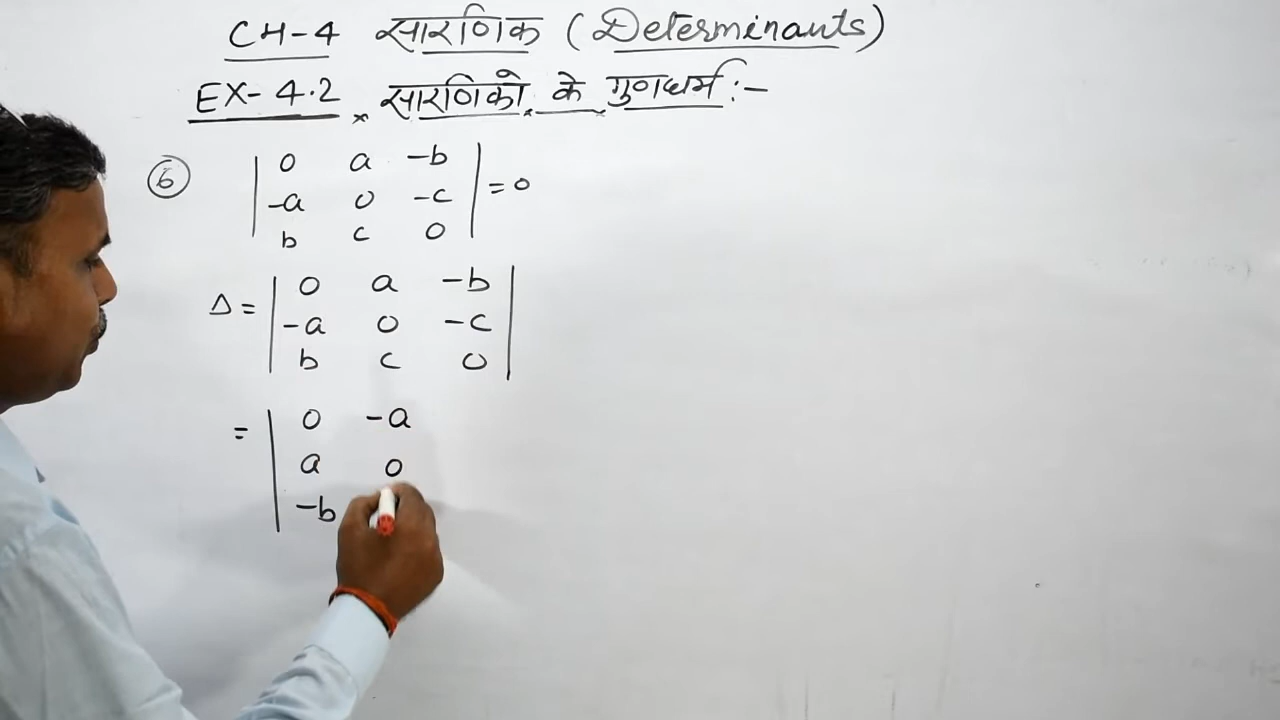 CH-4 सारणिक (Determinants)
EX-4.2 सारणिको के गुणधर्म :-
6 | 0 a -b |
| -a 0 -c | = 0
| b c 0 |
Δ = | 0 a -b |
| -a 0 -c |
| b c 0 |
= | 0 -a
| a 0
| -b